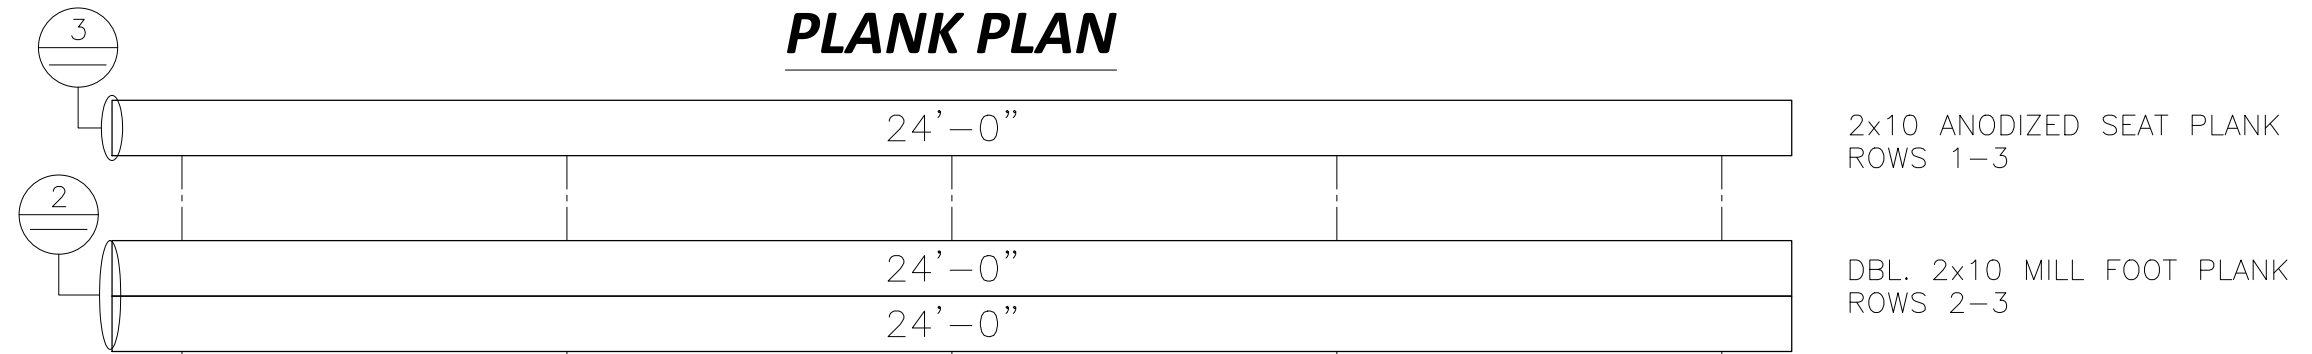 PLANK PLAN
3
24'-0"
2x10 ANODIZED SEAT PLANK
ROWS 1-3
2
24'-0"
24'-0"
DBL. 2x10 MILL FOOT PLANK
ROWS 2-3